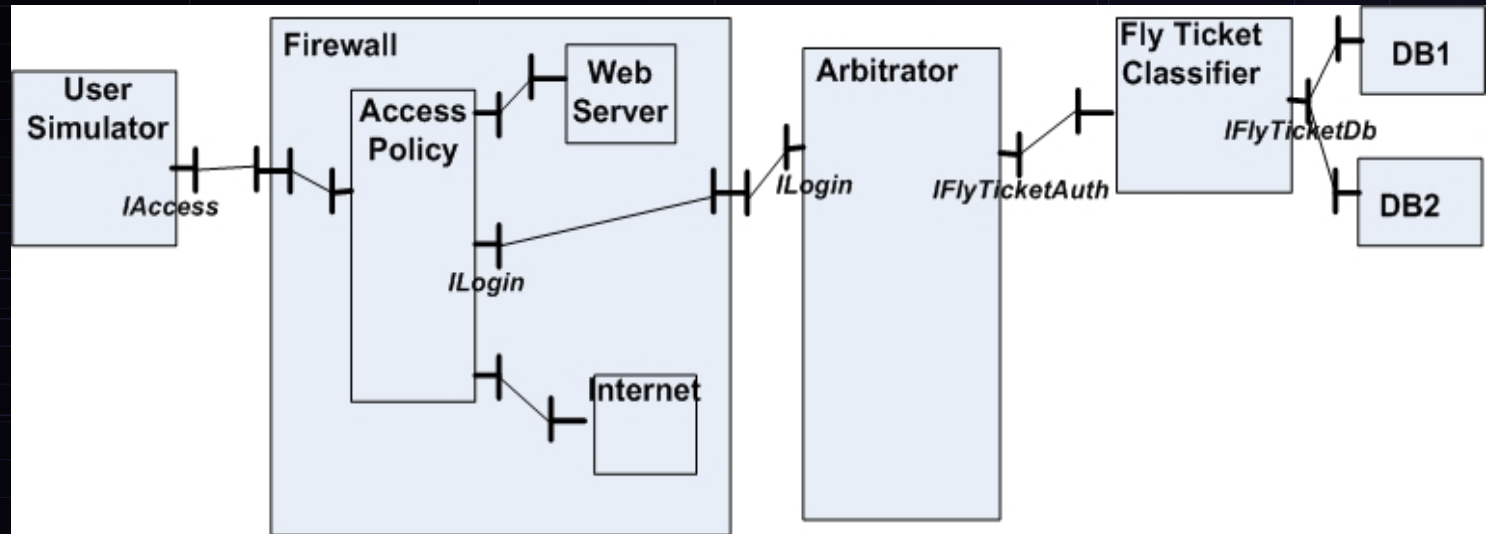 User
Simulator
IAccess
Firewall
Access
Policy
Web
Server
ILogin
Internet
Arbitrator
ILogin
IFlyTicketAuth
Fly Ticket
Classifier
IFlyTicketDb
DB1
DB2